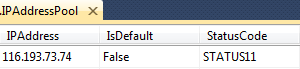 .IPAddressPool
IPAddress IsDefault StatusCode
116.193.73.74 False STATUS11